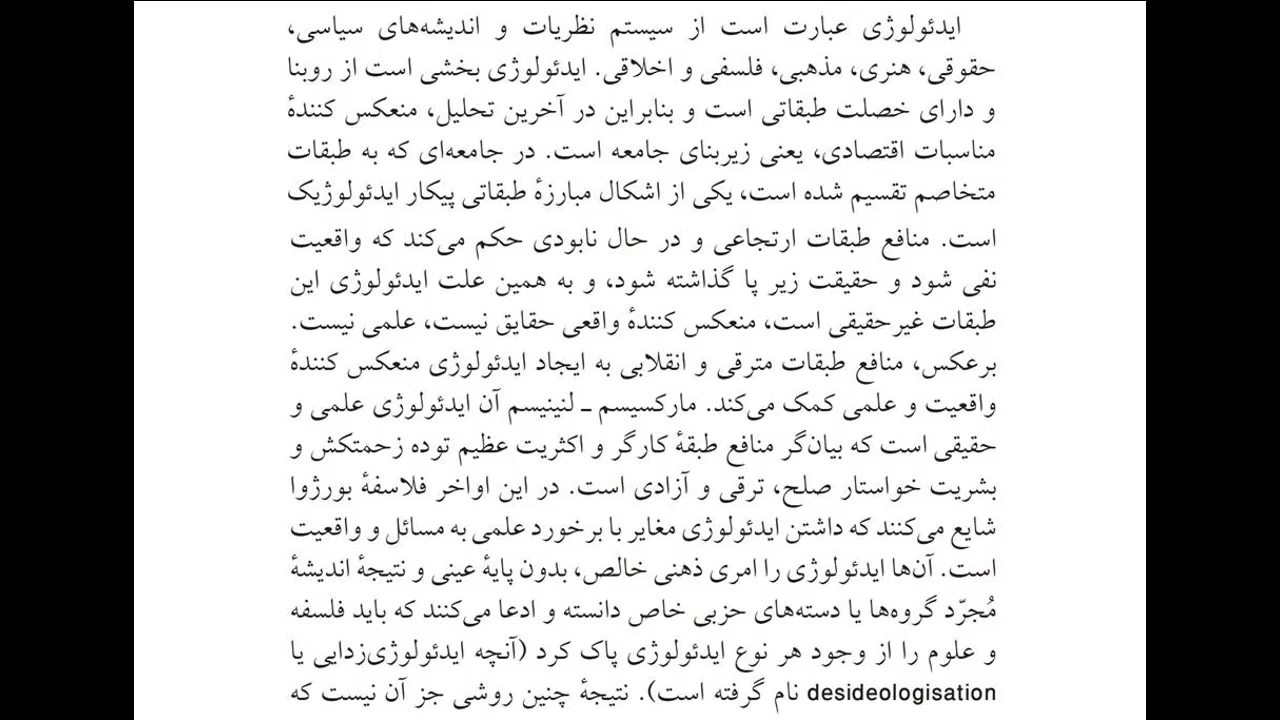 ایدئولوژی عبارت است از سیستم نظریات و اندیشه‌های سیاسی،
حقوقی، هنری، مذهبی، فلسفی و اخلاقی. ایدئولوژی بخشی است از روبنا
و دارای خصلت طبقاتی است و بنابراین در آخرین تحلیل، منعکس کنندهٔ
مناسبات اقتصادی، یعنی زیربنای جامعه است. در جامعه‌ای که به طبقات
متخاصم تقسیم شده است، یکی از اشکال مبارزهٔ طبقاتی پیکار ایدئولوژیک
است. منافع طبقات ارتجاعی و در حال نابودی حکم می‌کند که واقعیت
نفی شود و حقیقت زیر پا گذاشته شود، و به همین علت ایدئولوژی این
طبقات غیرحقیقی است، منعکس کنندهٔ واقعی حقایق نیست، علمی نیست.
برعکس، منافع طبقات مترقی و انقلابی به ایجاد ایدئولوژی منعکس کنندهٔ
واقعیت و علمی کمک می‌کند. مارکسیسم ـ لنینیسم آن ایدئولوژی علمی و
حقیقی است که بیان‌گر منافع طبقهٔ کارگر و اکثریت عظیم توده زحمتکش و
بشریت خواستار صلح، ترقی و آزادی است. در این اواخر فلاسفهٔ بورژوا
شایع می‌کنند که داشتن ایدئولوژی مغایر با برخورد علمی به مسائل و واقعیت
است. آن‌ها ایدئولوژی را امری ذهنی خالص، بدون پایهٔ عینی و نتیجهٔ اندیشهٔ
مُجرّد گروه‌ها یا دسته‌های حزبی خاص دانسته و ادعا می‌کنند که باید فلسفه
و علوم را از وجود هر نوع ایدئولوژی پاک کرد (آنچه ایدئولوژی‌زدایی یا
desideologisation نام گرفته است). نتیجهٔ چنین روشی جز آن نیست که